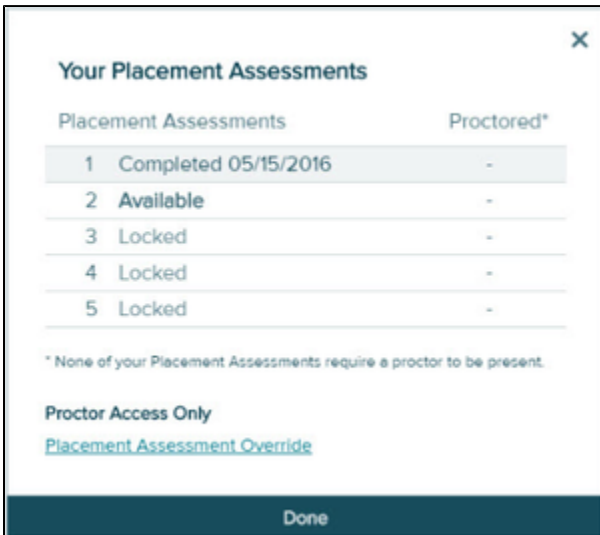 ×
Your Placement Assessments
Placement Assessments Proctored*
1 Completed 05/15/2016 -
2 Available -
3 Locked -
4 Locked -
5 Locked -
* None of your Placement Assessments require a proctor to be present.
Proctor Access Only
Placement Assessment Override
Done